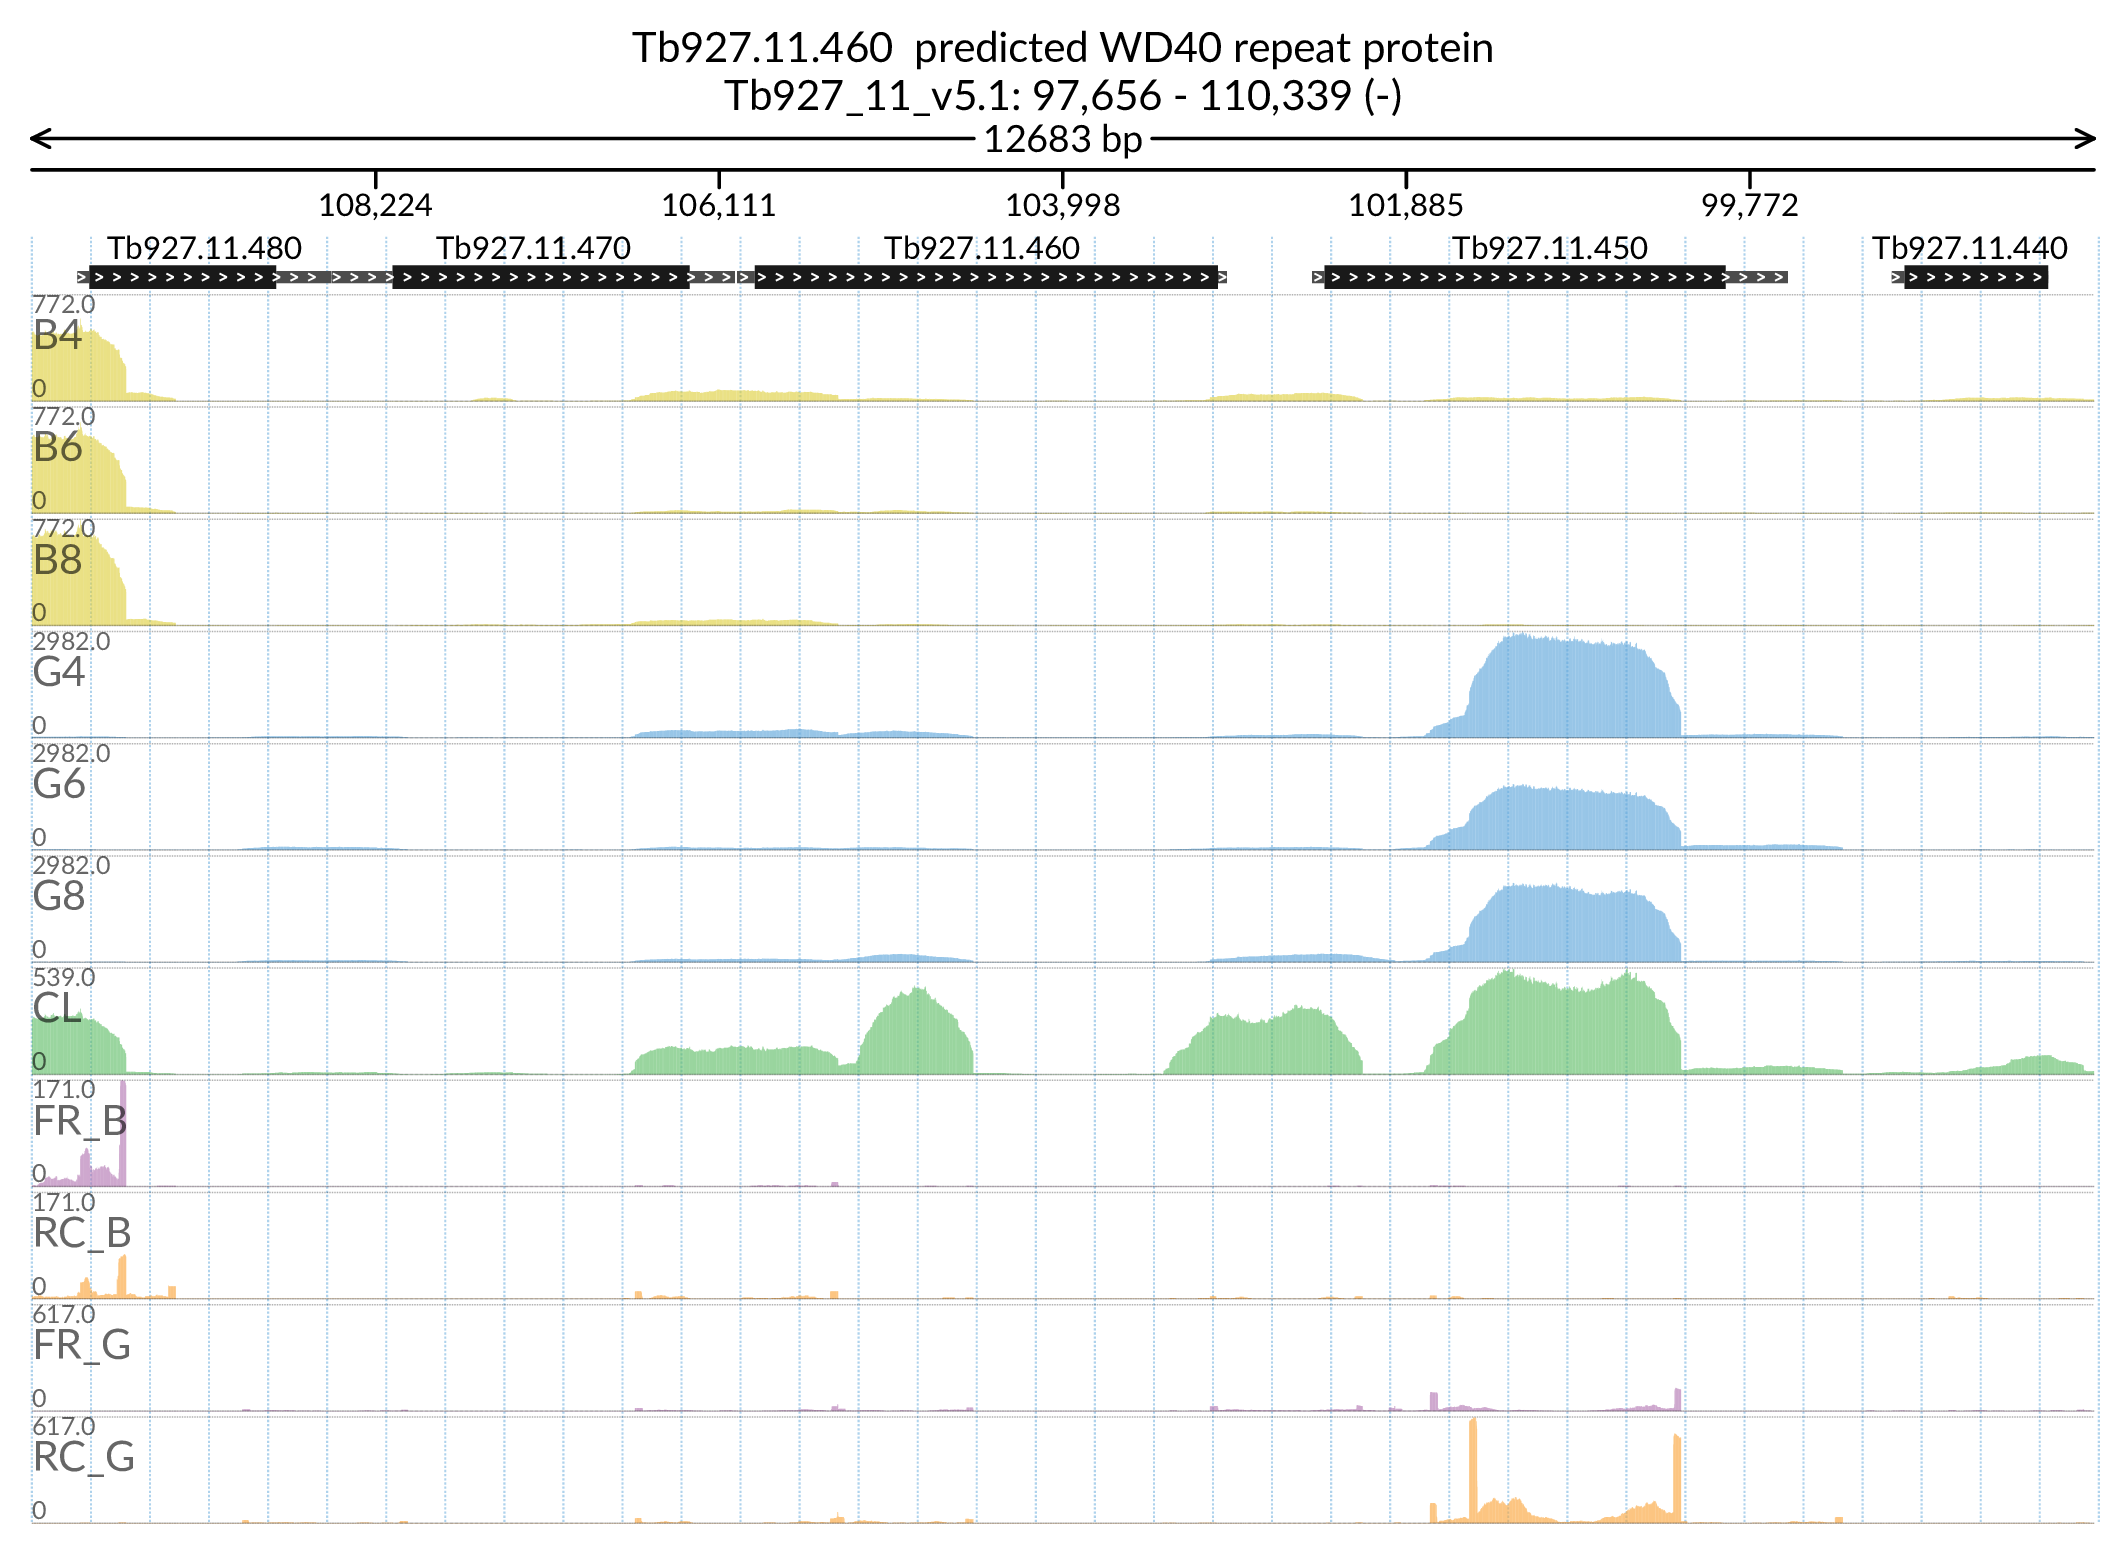 Tb927.11.460  predicted WD40 repeat protein
Tb927_11_v5.1: 97,656 - 110,339 (-)
12683 bp
108,224 106,111 103,998 101,885 99,772
Tb927.11.480 Tb927.11.470 Tb927.11.460 Tb927.11.450 Tb927.11.440
772.0
B4
0
772.0
B6
0
772.0
B8
0
2982.0
G4
0
2982.0
G6
0
2982.0
G8
0
539.0
CL
0
171.0
FR_B
0
171.0
RC_B
0
617.0
FR_G
0
617.0
RC_G
0